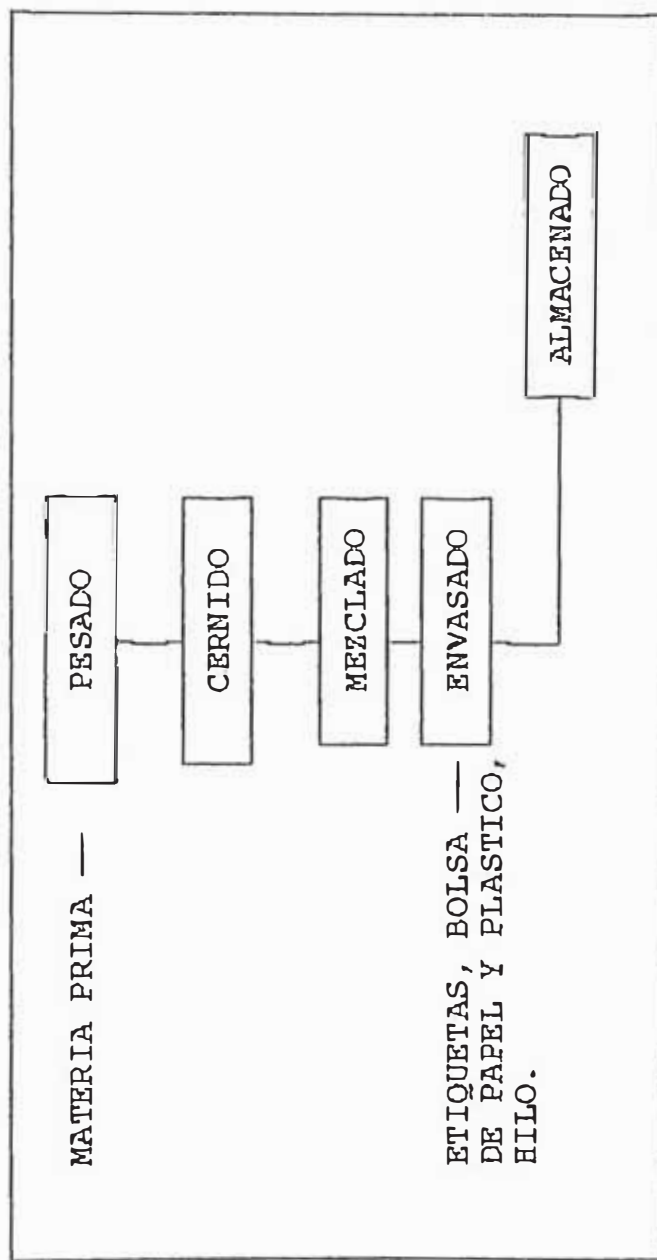 PESADO
MATERIA PRIMA —
CERNIDO
MEZCLADO
ENVASADO
ETIQUETAS, BOLSA —
DE PAPEL Y PLASTICO,
HILO.
ALMACENADO